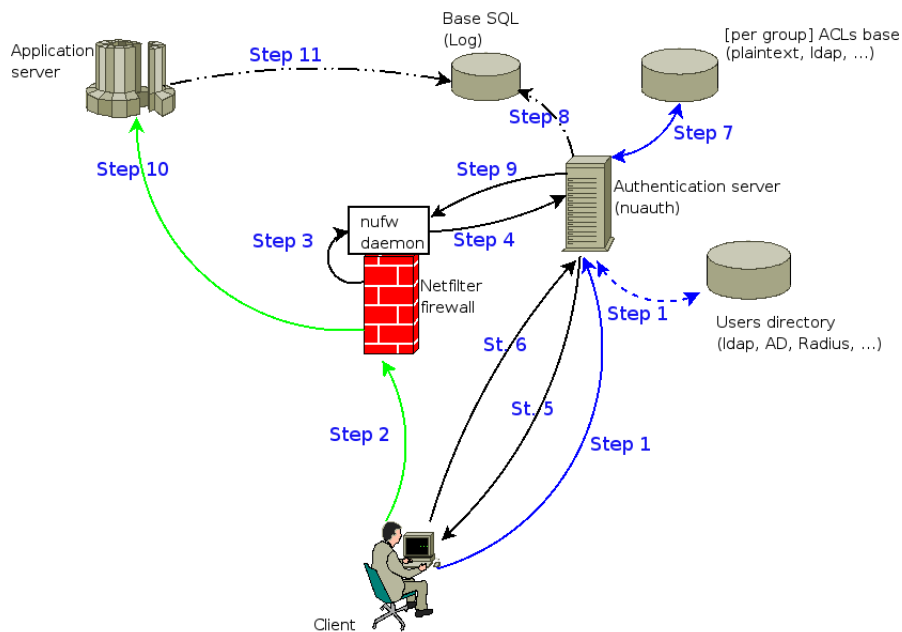 Base SQL
(Log)
[per group] ACLs base
(plaintext, ldap, ...)
Application
server
Step 11
Step 8
Step 7
Step 10
Step 9
Authentication server
(nuauth)
nufw
daemon
Step 3
Step 4
Netfilter
firewall
Step 1
Users directory
(ldap, AD, Radius, ...)
St. 6
St. 5
Step 2
Step 1
Client